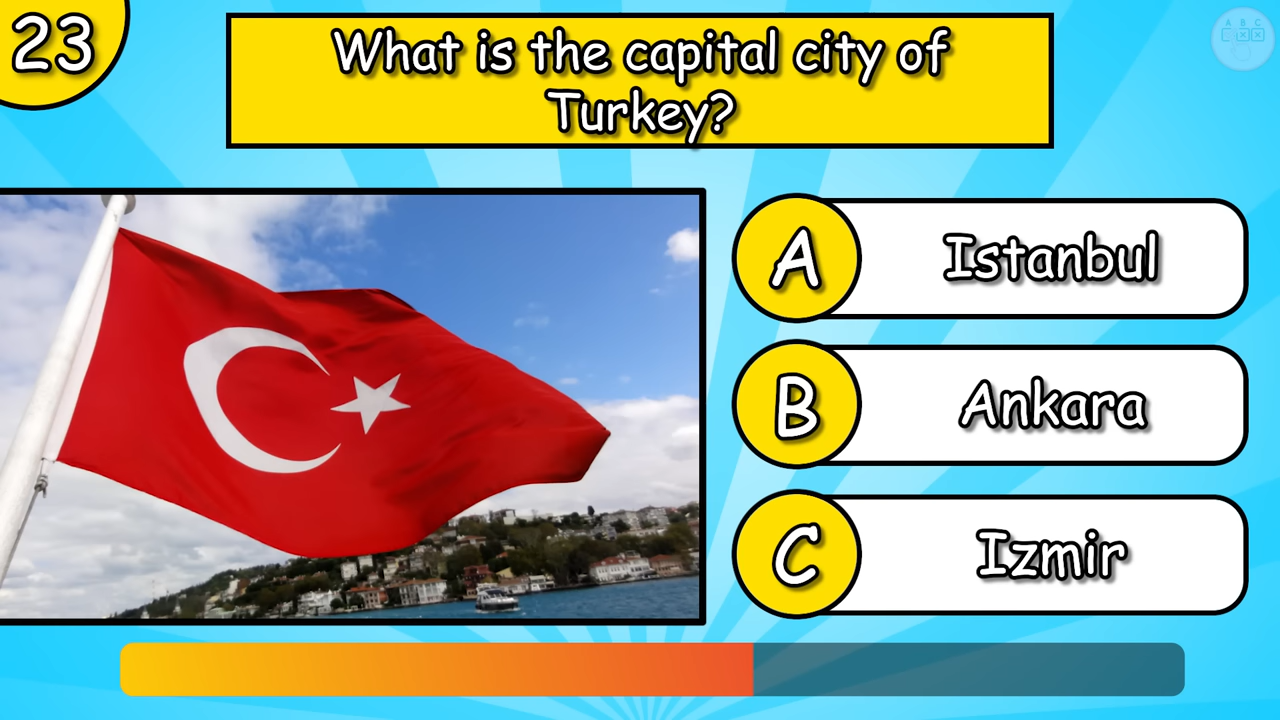 23
What is the capital city of
Turkey?
A Istanbul
B Ankara
C Izmir
A B C